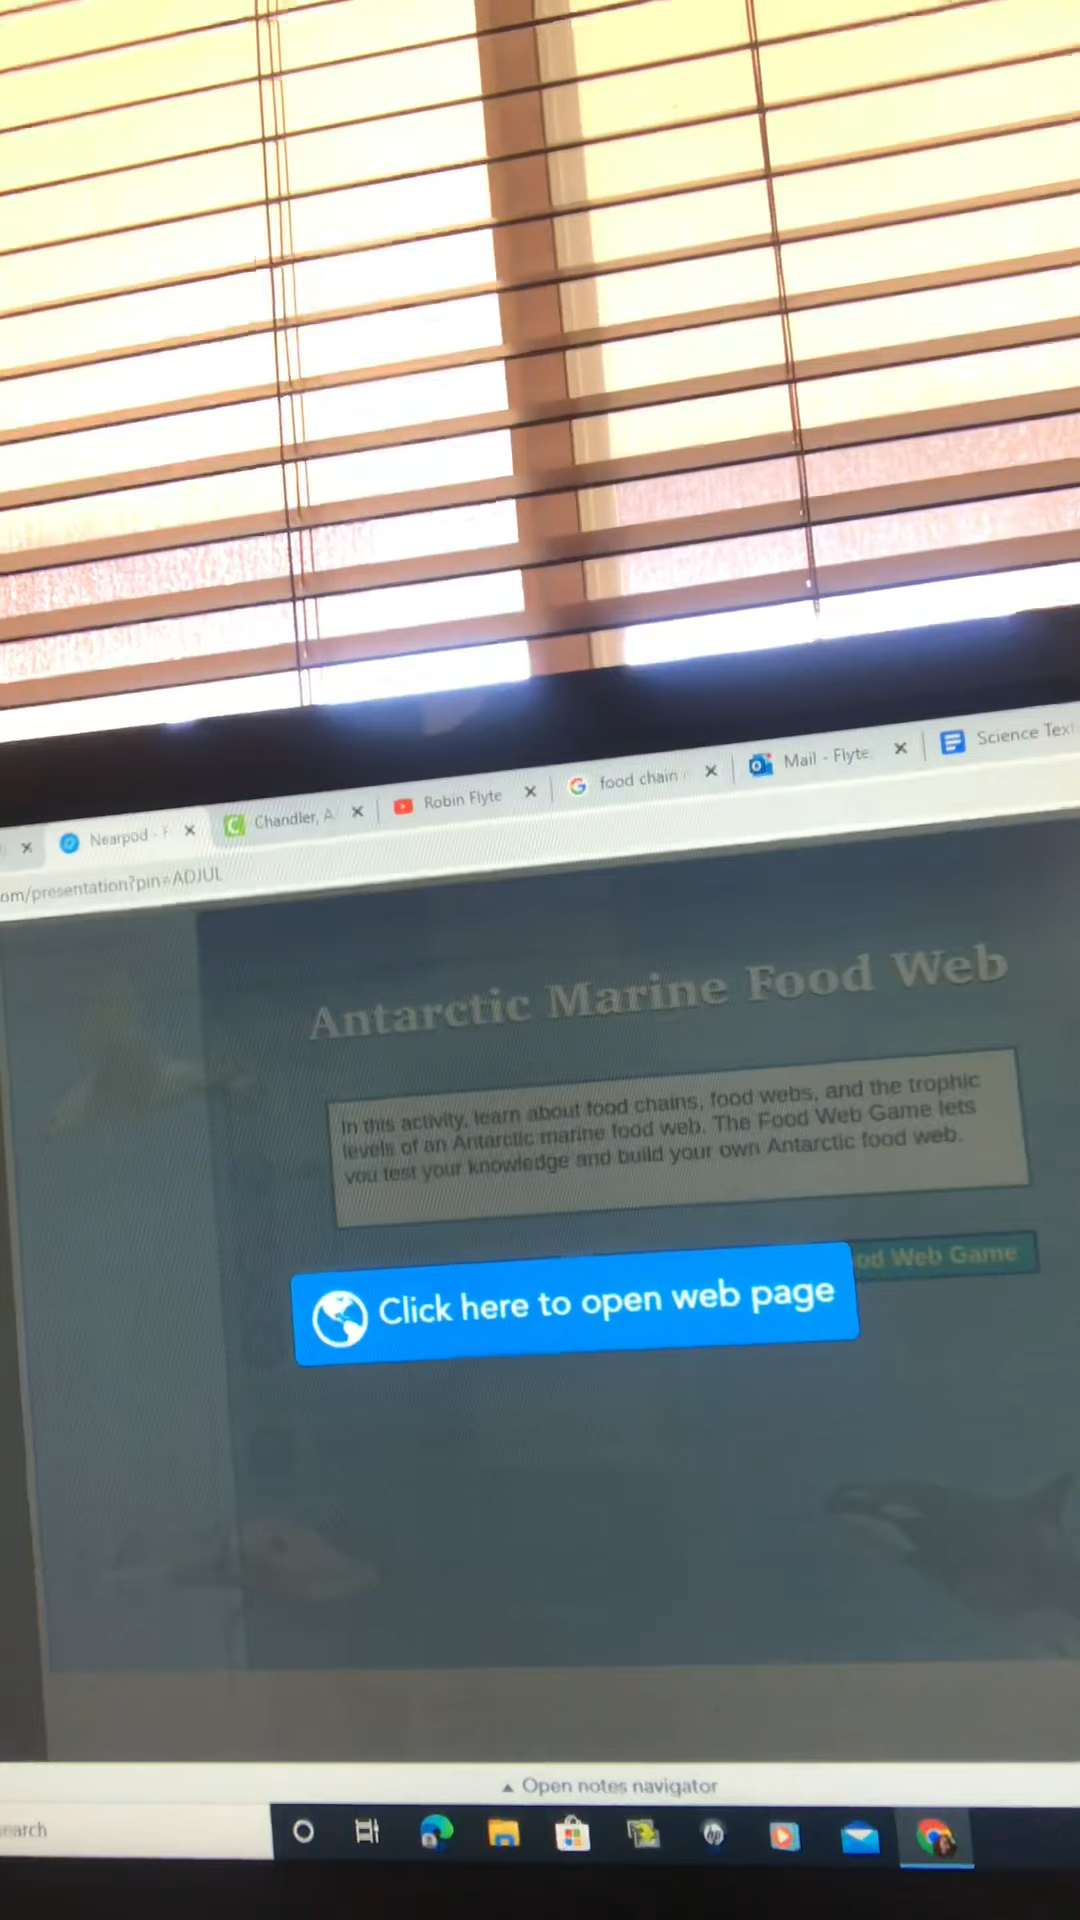 Nearpod - F
Chandler, A
Robin Flyte
food chain
Mail - Flyte
Science Text
om/presentation?pin=ADJUL
Antarctic Marine Food Web
In this activity, learn about food chains, food webs, and the trophic
levels of an Antarctic marine food web. The Food Web Game lets
you test your knowledge and build your own Antarctic food web.
od Web Game
Click here to open web page
Open notes navigator
earch
hp